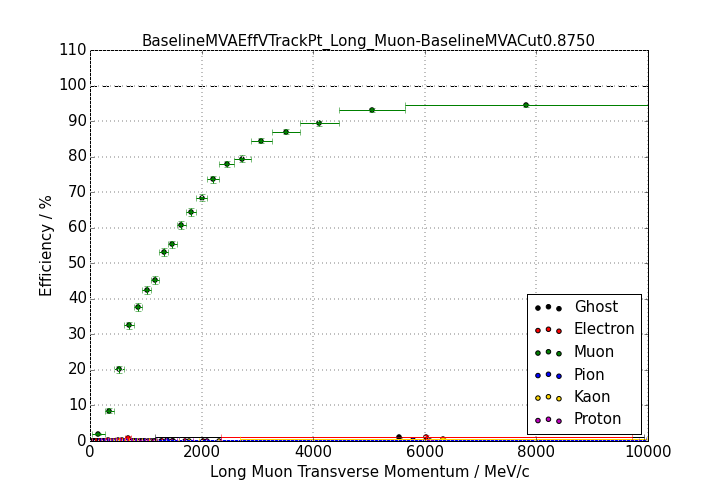 BaselineMVAEffVTrackPt_Long_Muon-BaselineMVACut0.8750
110
100
90
80
70
60
50
40
30
20
10
0
Efficiency / %
Ghost
Electron
Muon
Pion
Kaon
Proton
0 2000 4000 6000 8000 10000
Long Muon Transverse Momentum / MeV/c